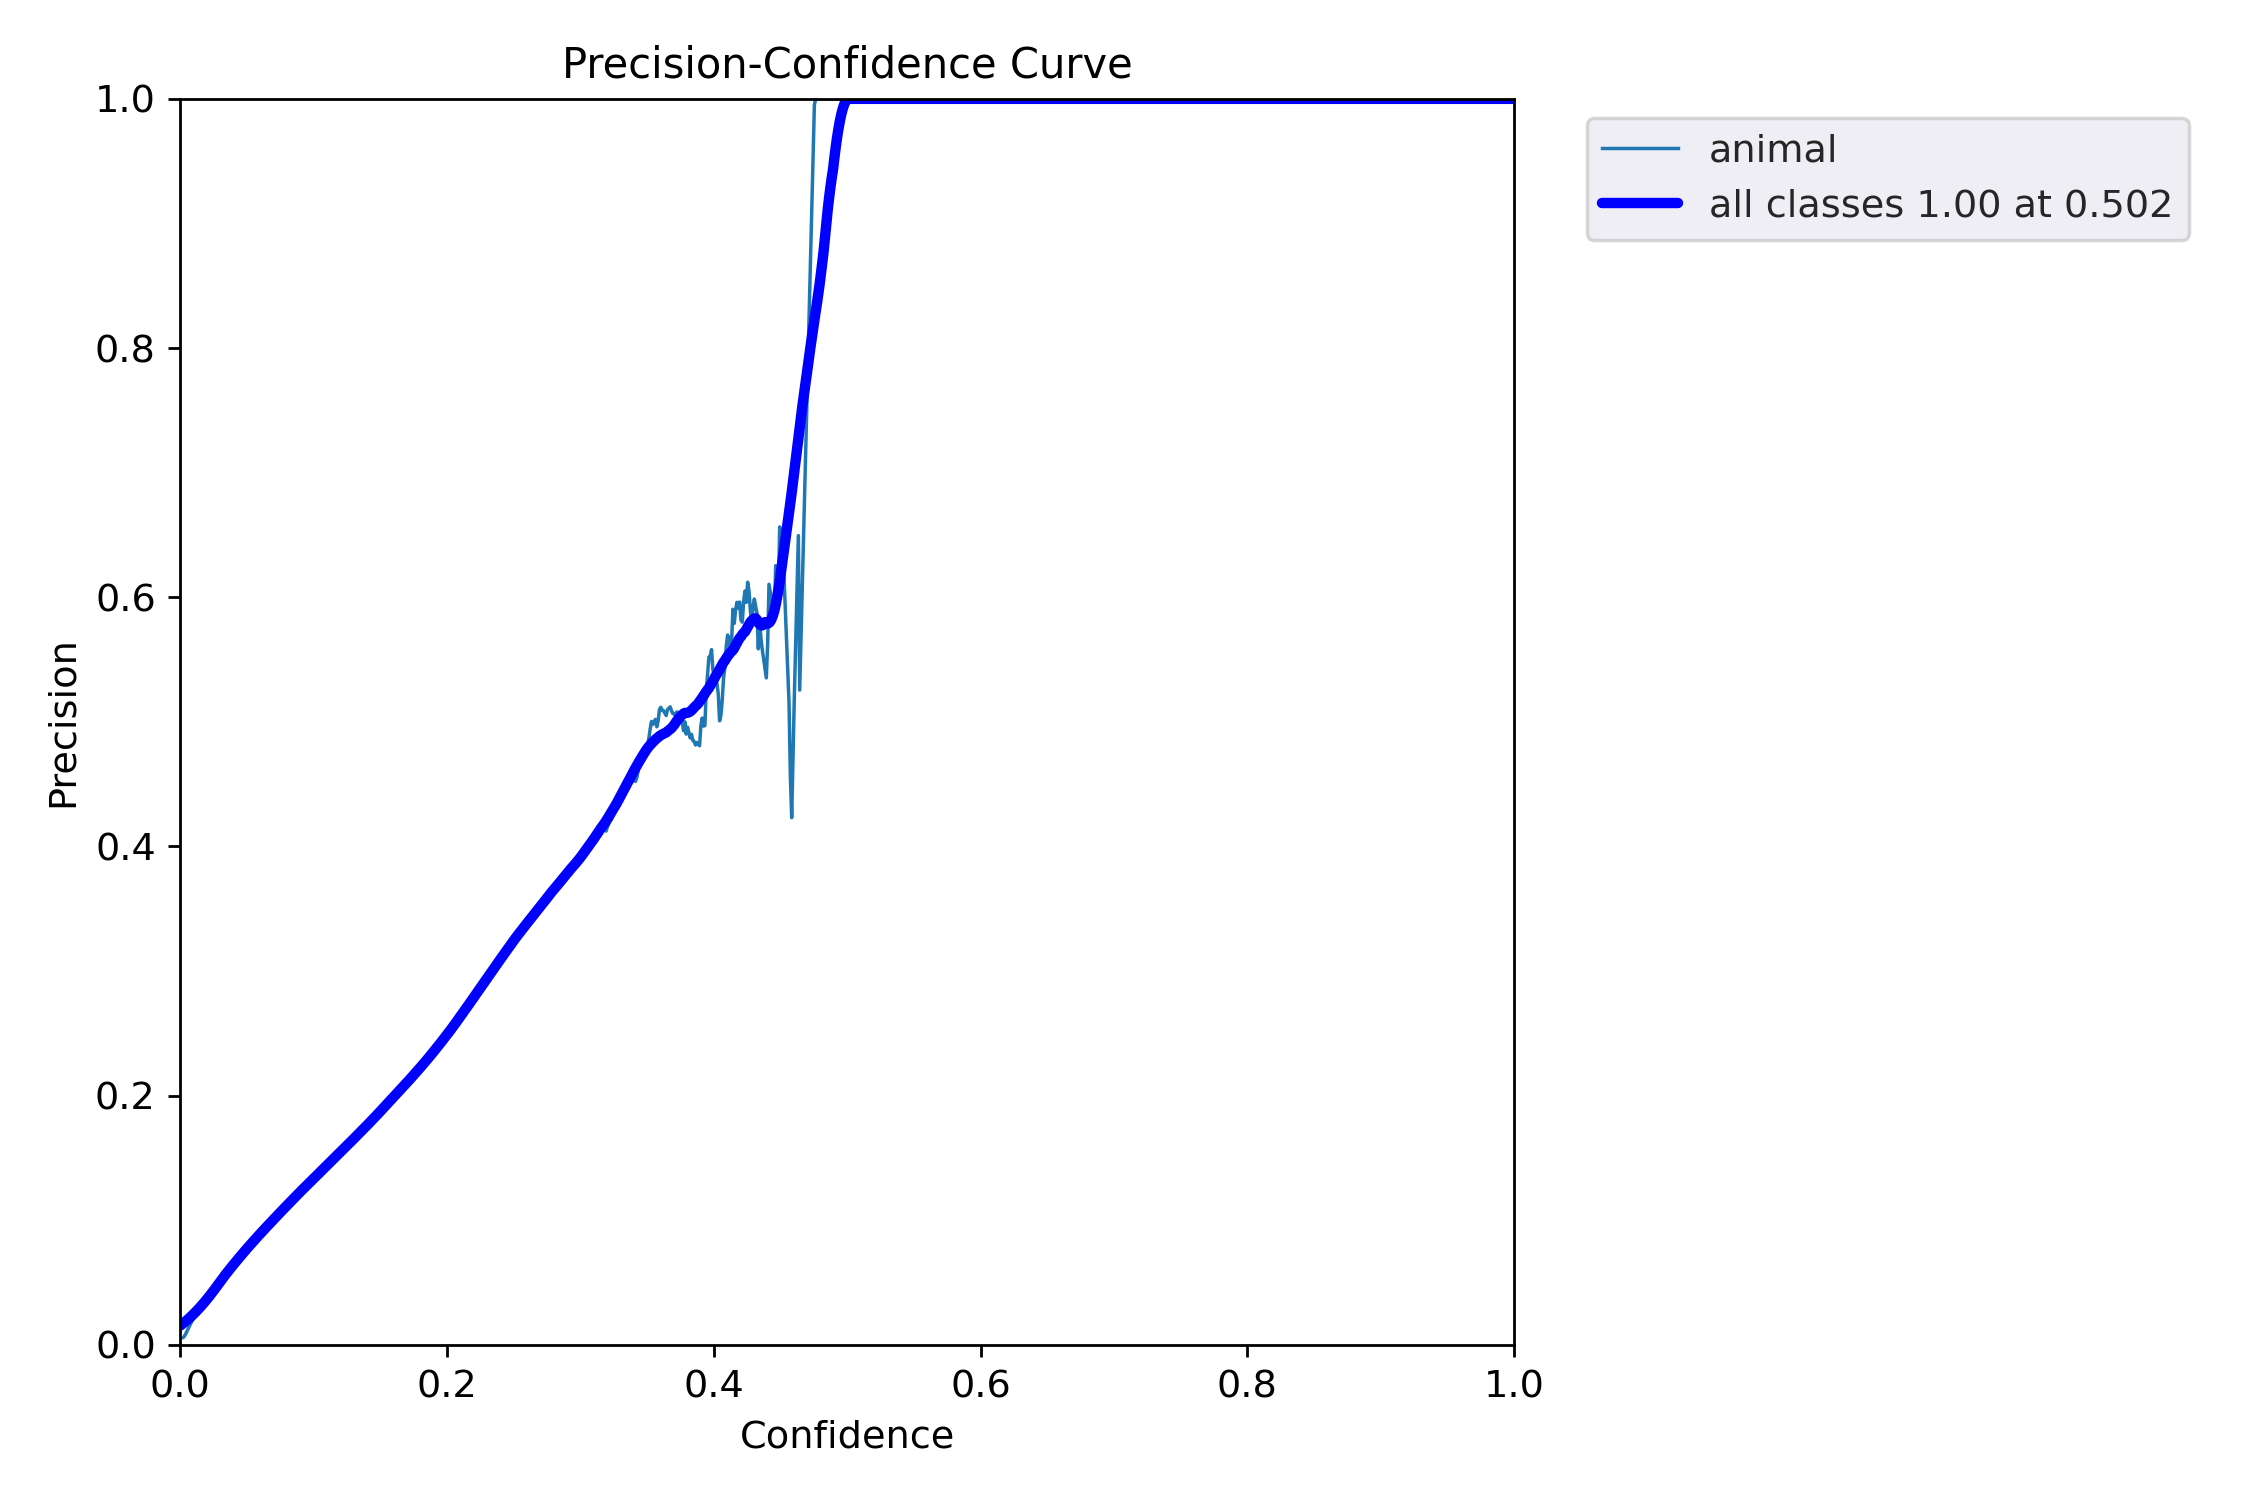 Precision-Confidence Curve
1.0
0.8
0.6
0.4
0.2
0.0
Precision
0.0 0.2 0.4 0.6 0.8 1.0
Confidence
animal
all classes 1.00 at 0.502